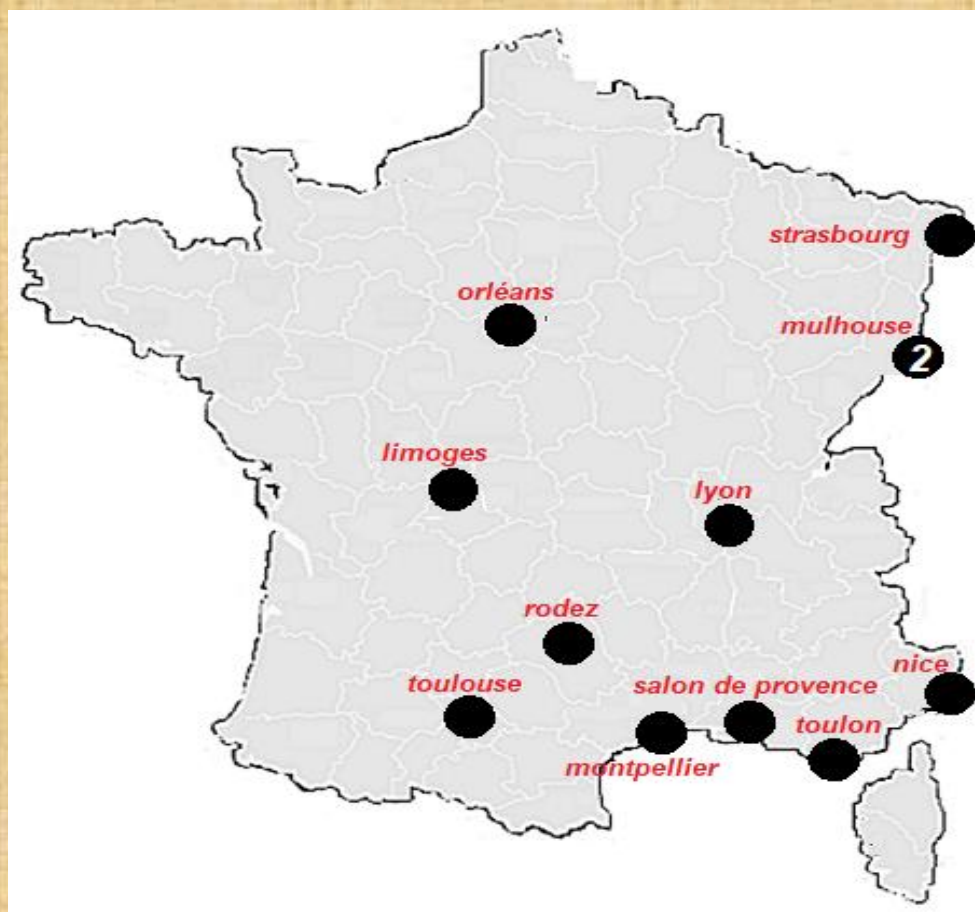 strasbourg
orléans
mulhouse
2
limoges
lyon
rodez
nice
toulouse
salon de provence
toulon
montpellier